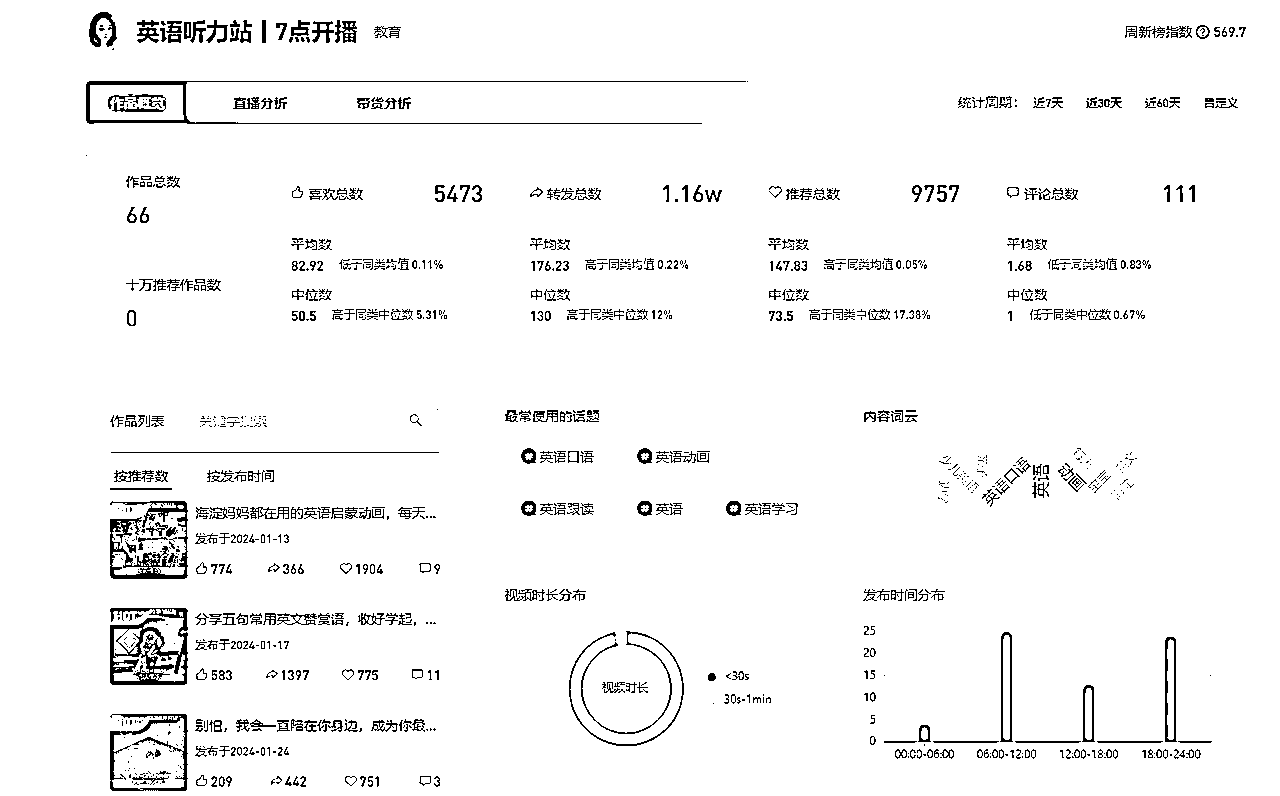 英语听力站 | 7点开播 教育
周新榜指数 569.7
作品概览 直播分析 带货分析
统计周期： 近7天 近30天 近60天 自定义
作品总数
66
十万推荐作品数
0
喜欢总数 5473
平均数
82.92 低于同类均值 0.11%
中位数
50.5 高于同类中位数 5.31%
转发总数 1.16w
平均数
176.23 高于同类均值 0.22%
中位数
130 高于同类中位数 12%
推荐总数 9757
平均数
147.83 高于同类均值 0.05%
中位数
73.5 高于同类中位数 17.38%
评论总数 111
平均数
1.68 低于同类均值 0.83%
中位数
1 低于同类中位数 0.67%
作品列表 关键字搜索
按推荐数 按发布时间
海淀妈妈都在用的英语启蒙动画，每天...
发布于2024-01-13
774 366 1904 9
分享五句常用英文赞赏语，收好学起，...
发布于2024-01-17
583 1397 775 11
别怕，我会一直陪在你身边，成为你最...
发布于2024-01-24
209 442 751 3
最常使用的话题
英语口语 英语动画
英语跟读 英语 英语学习
内容词云
英语口语 英语 动画
视频时长分布
视频时长
<30s
30s-1min
发布时间分布
25
20
15
10
5
0
00:00-06:00 06:00-12:00 12:00-18:00 18:00-24:00